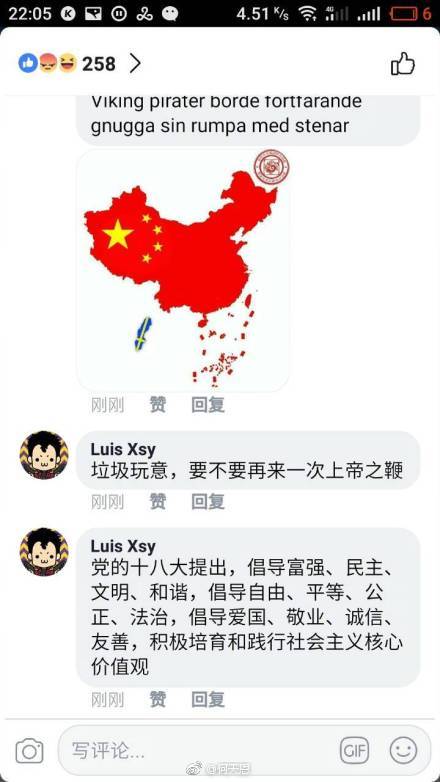 22:05
4.51 K/s
4G
6
258
Viking pirater borde fortfarande
gnugga sin rumpa med stenar
刚刚 赞 回复
Luis Xsy
垃圾玩意，要不要再来一次上帝之鞭
刚刚 赞 回复
Luis Xsy
党的十八大提出，倡导富强、民主、
文明、和谐，倡导自由、平等、公
正、法治，倡导爱国、敬业、诚信、
友善，积极培育和践行社会主义核心
价值观
刚刚 赞 回复
写评论...
GIF